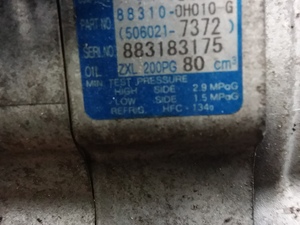 PART NO 88310-0H010 G
(506021-7372)
SERI NO 883183175
OIL ZXL 200PG 80 cm³
MIN TEST PRESSURE
HIGH SIDE 2.9 MPaG
LOW SIDE 1.5 MPaG
REFRIG. HFC-134a